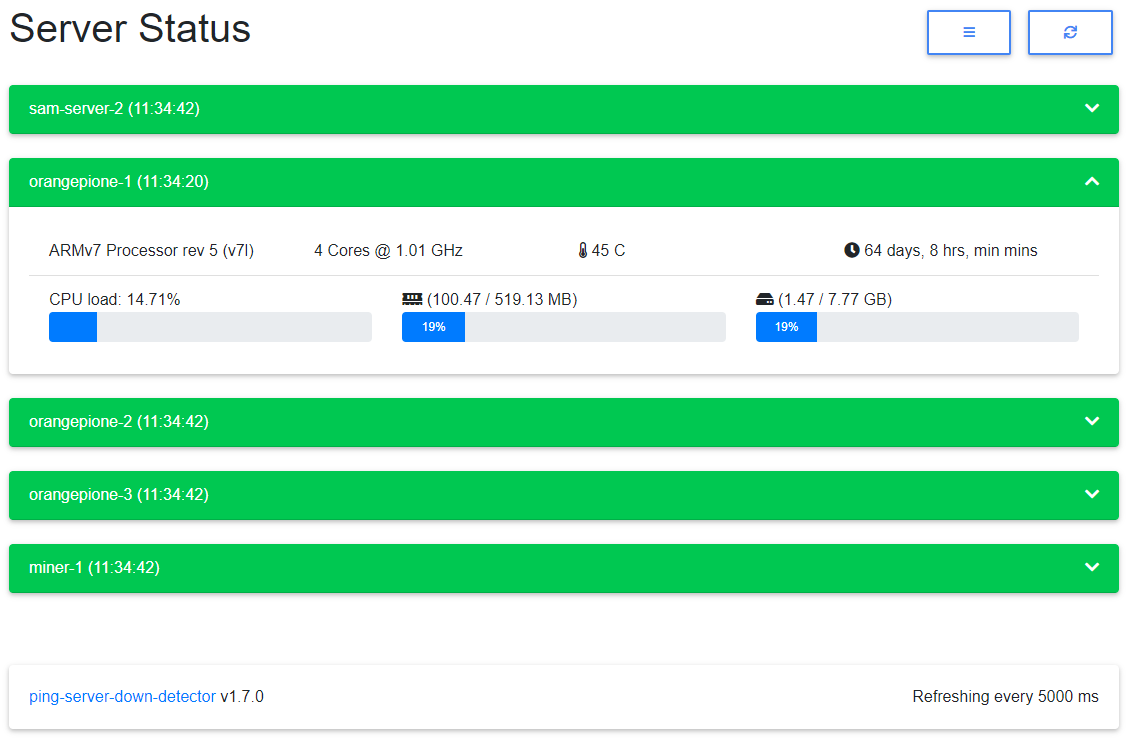 Server Status
sam-server-2 (11:34:42)
orangepione-1 (11:34:20)
ARMv7 Processor rev 5 (v7l) 4 Cores @ 1.01 GHz 45 C 64 days, 8 hrs, min mins
CPU load: 14.71% (100.47 / 519.13 MB) (1.47 / 7.77 GB)
19% 19%
orangepione-2 (11:34:42)
orangepione-3 (11:34:42)
miner-1 (11:34:42)
ping-server-down-detector v1.7.0 Refreshing every 5000 ms